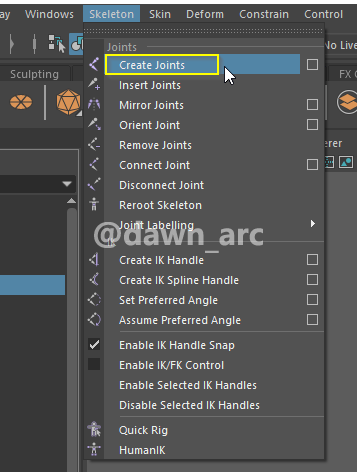 ay Windows Skeleton Skin Deform Constrain Control
Joints
Create Joints
No Live
Sculpting
FX C
Insert Joints
Mirror Joints
Orient Joint
Remove Joints
rer
Connect Joint
Disconnect Joint
Reroot Skeleton
Joint Labelling
@dawn_arc
Create IK Handle
Create IK Spline Handle
Set Preferred Angle
Assume Preferred Angle
Enable IK Handle Snap
Enable IK/FK Control
Enable Selected IK Handles
Disable Selected IK Handles
Quick Rig
HumanIK